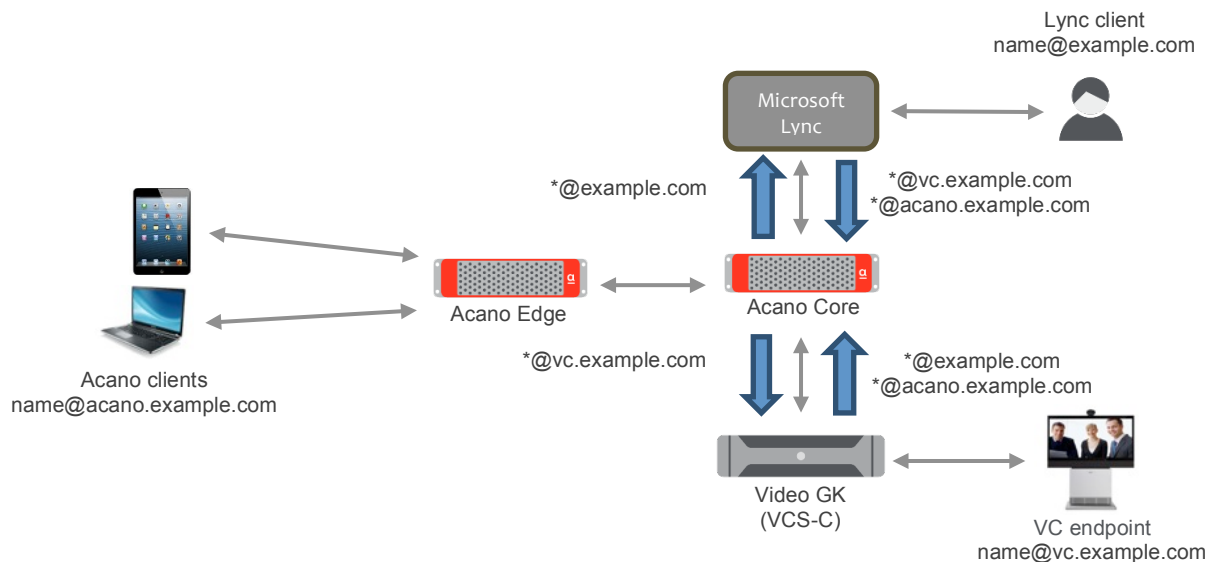 Lync client
name@example.com
Microsoft
Lync
*@example.com
*@vc.example.com
*@acano.example.com
α
α
Acano Edge
Acano Core
*@vc.example.com
*@example.com
*@acano.example.com
Acano clients
name@acano.example.com
Video GK
(VCS-C)
VC endpoint
name@vc.example.com